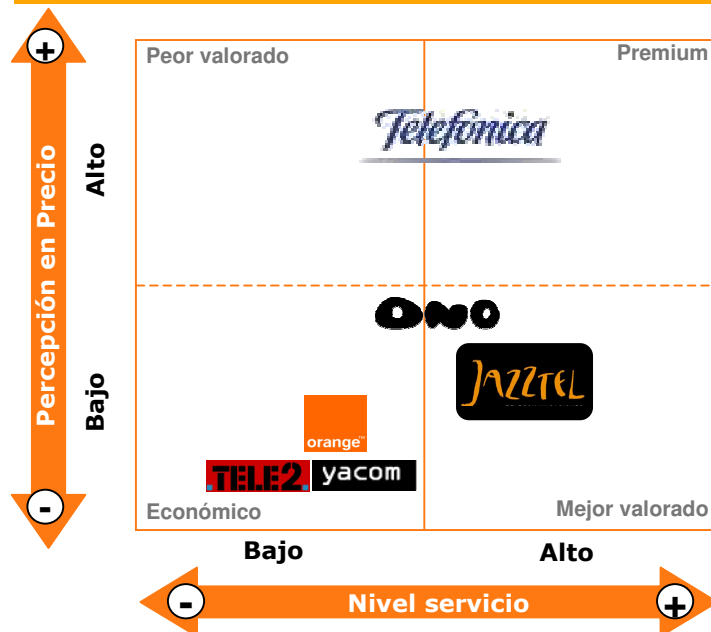 +
Peor valorado
Premium
Telefónica
Alto
Percepción en Precio
ONO
JAZZTEL
Bajo
orange™
.TELE2.
yacom
-
Económico
Mejor valorado
Bajo
Alto
-
Nivel servicio
+